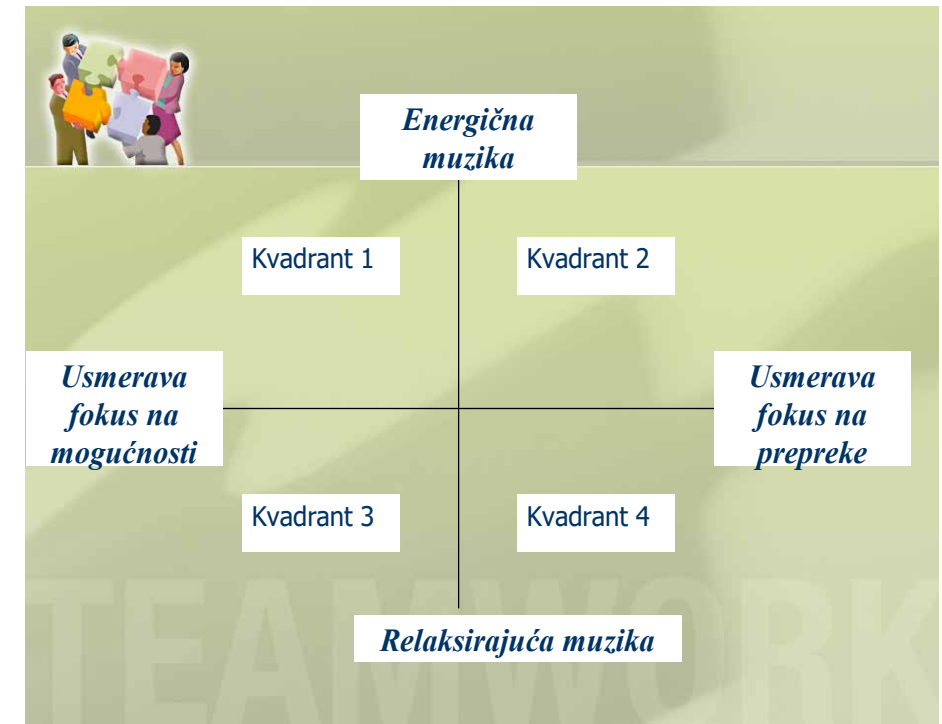 Energična
muzika
Kvadrant 1
Kvadrant 2
Usmerava
fokus na
mogućnosti
Usmerava
fokus na
prepreke
Kvadrant 3
Kvadrant 4
Relaksirajuća muzika
TEAMWORK